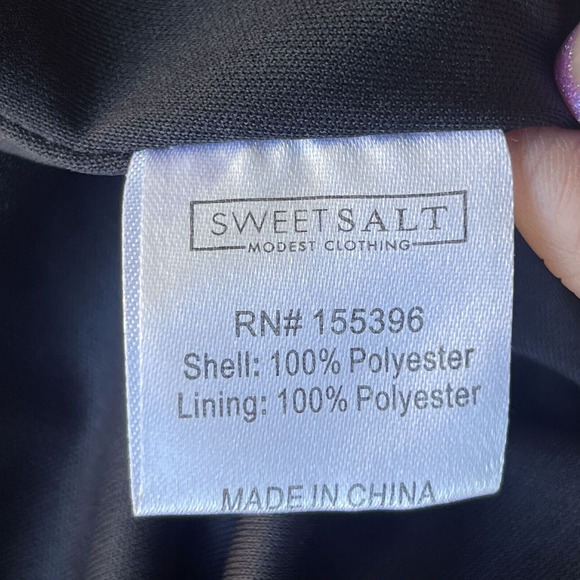 SWEETSALT
MODEST CLOTHING
RN# 155396
Shell: 100% Polyester
Lining: 100% Polyester
MADE IN CHINA